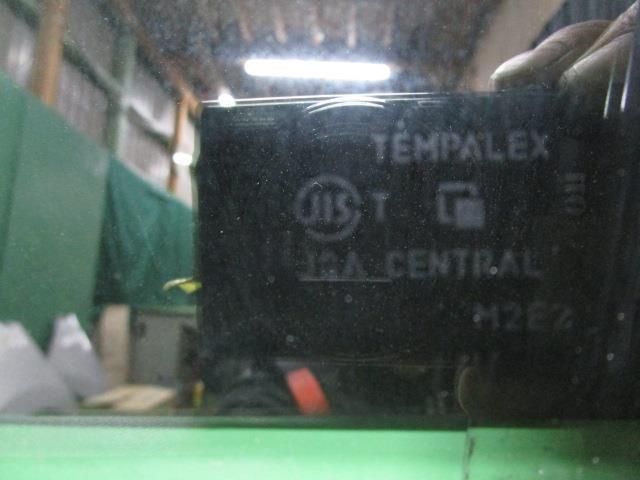 TEMPALEX
JIS T
CENTRAL
M2E2